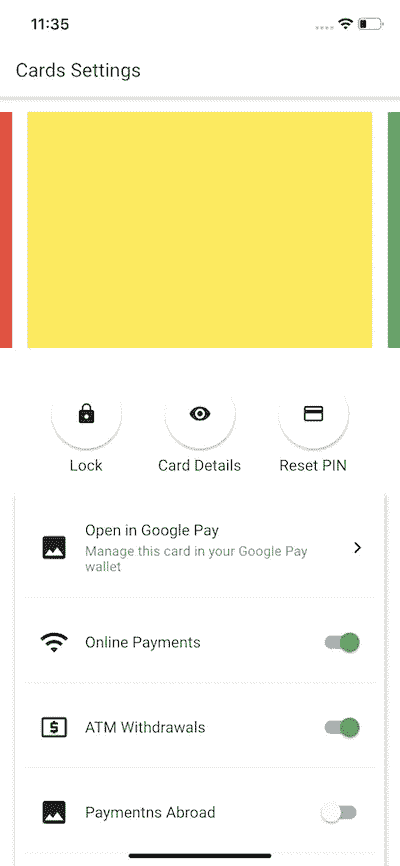 11:35
Cards Settings
Lock
Card Details
Reset PIN
Open in Google Pay
Manage this card in your Google Pay
wallet
Online Payments
ATM Withdrawals
Paymentns Abroad